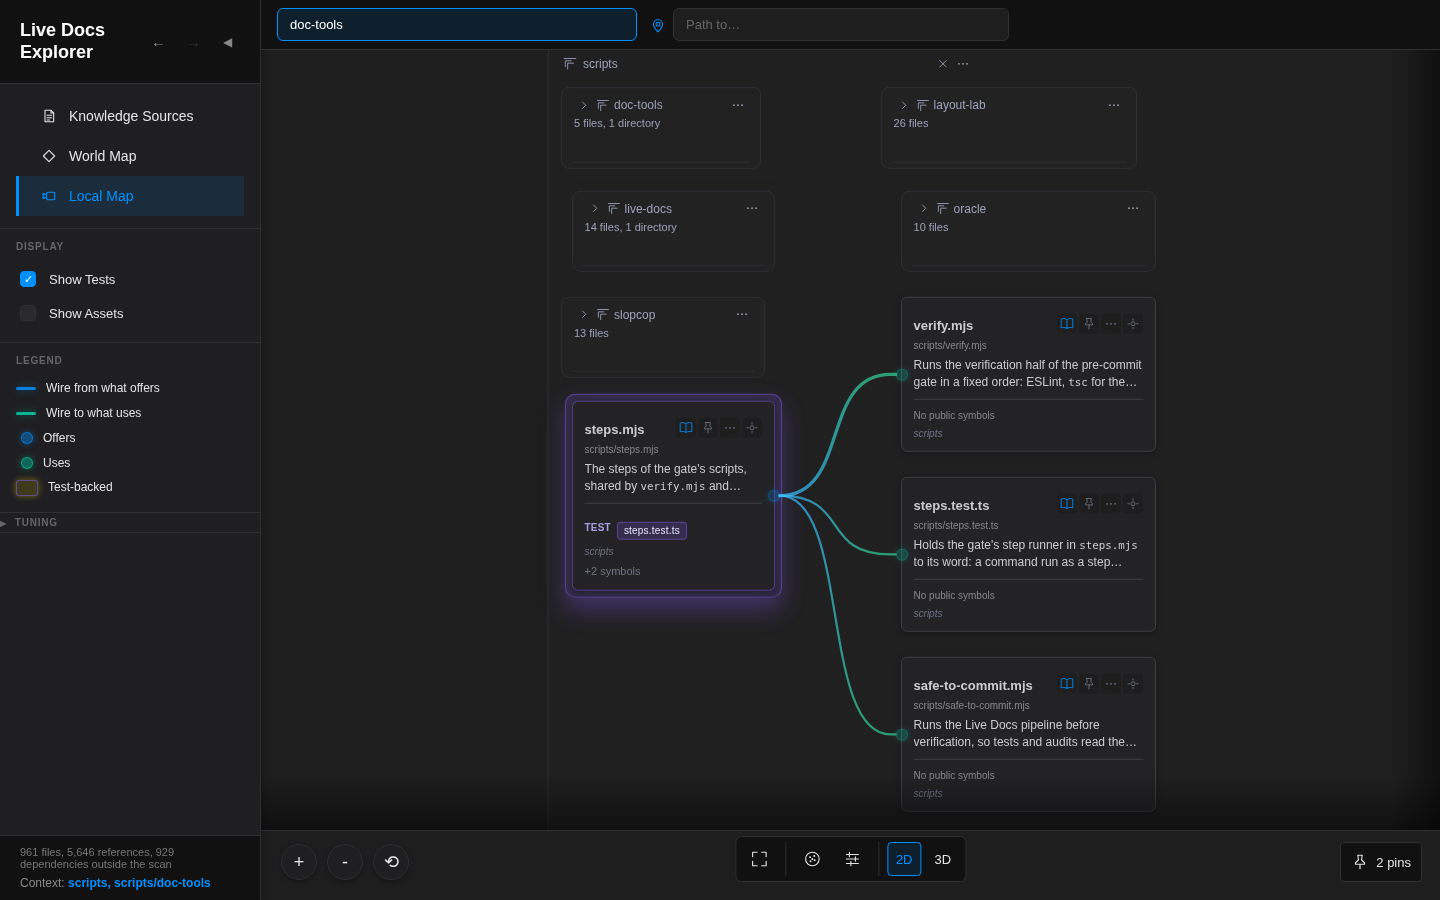 Live Docs
Explorer
← → ◀
doc-tools
Path to…
Knowledge Sources
World Map
Local Map
DISPLAY
Show Tests
Show Assets
LEGEND
Wire from what offers
Wire to what uses
Offers
Uses
Test-backed
TUNING
961 files, 5,646 references, 929
dependencies outside the scan
Context: scripts, scripts/doc-tools
scripts
doc-tools
5 files, 1 directory
layout-lab
26 files
live-docs
14 files, 1 directory
oracle
10 files
slopcop
13 files
verify.mjs
scripts/verify.mjs
Runs the verification half of the pre-commit
gate in a fixed order: ESLint, tsc for the…
No public symbols
scripts
steps.mjs
scripts/steps.mjs
The steps of the gate's scripts,
shared by verify.mjs and…
TEST steps.test.ts
scripts
+2 symbols
steps.test.ts
scripts/steps.test.ts
Holds the gate's step runner in steps.mjs
to its word: a command run as a step…
No public symbols
scripts
safe-to-commit.mjs
scripts/safe-to-commit.mjs
Runs the Live Docs pipeline before
verification, so tests and audits read the…
No public symbols
scripts
+ - ⟲
2D 3D
2 pins